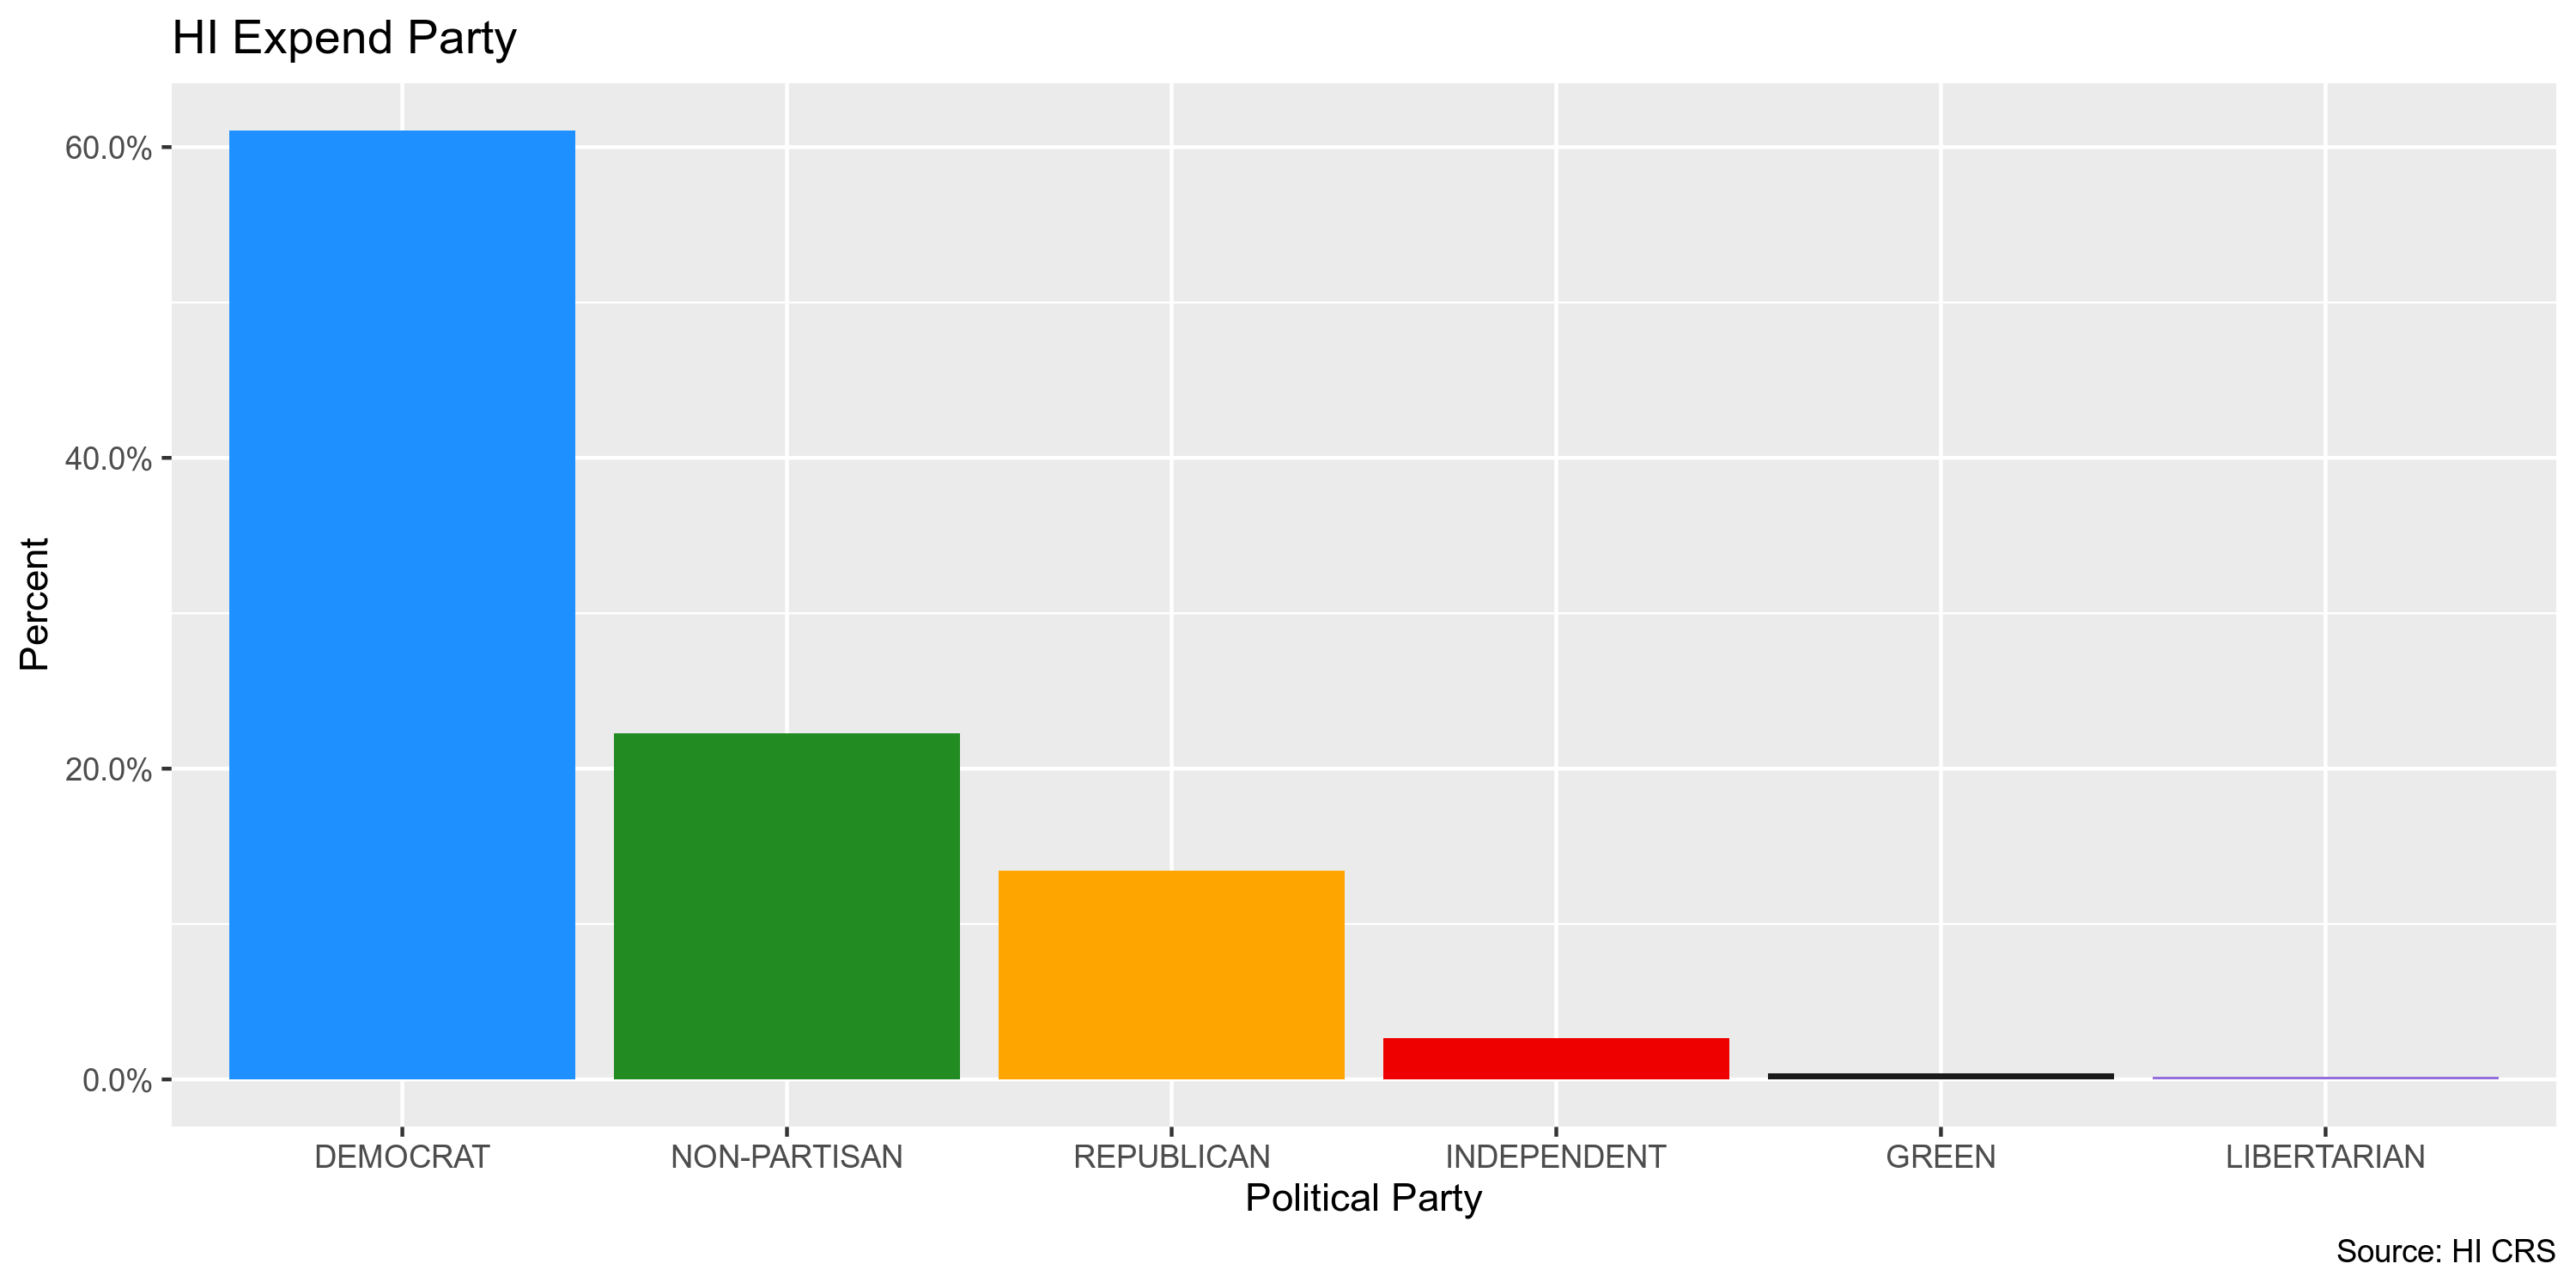 HI Expend Party
Percent
60.0%
40.0%
20.0%
0.0%
DEMOCRAT
NON-PARTISAN
REPUBLICAN
INDEPENDENT
GREEN
LIBERTARIAN
Political Party
Source: HI CRS